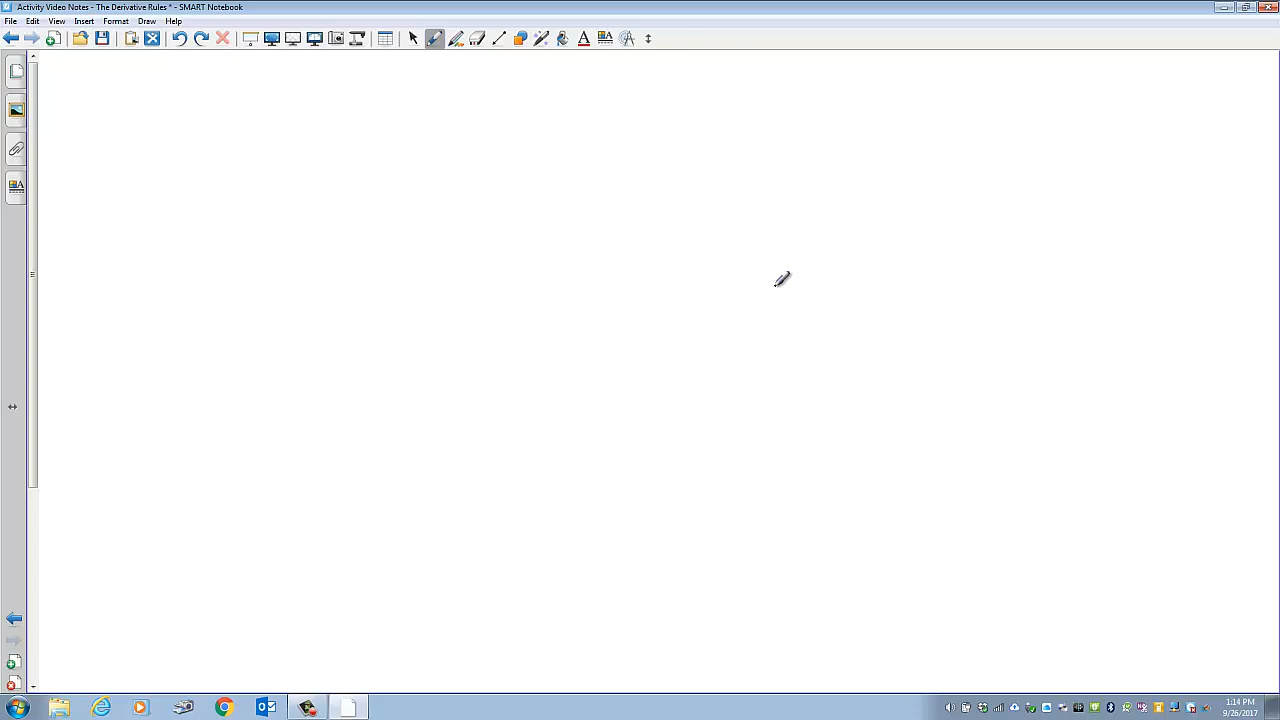 Activity Video Notes - The Derivative Rules * - SMART Notebook
File Edit View Insert Format Draw Help
1:14 PM
9/26/2017